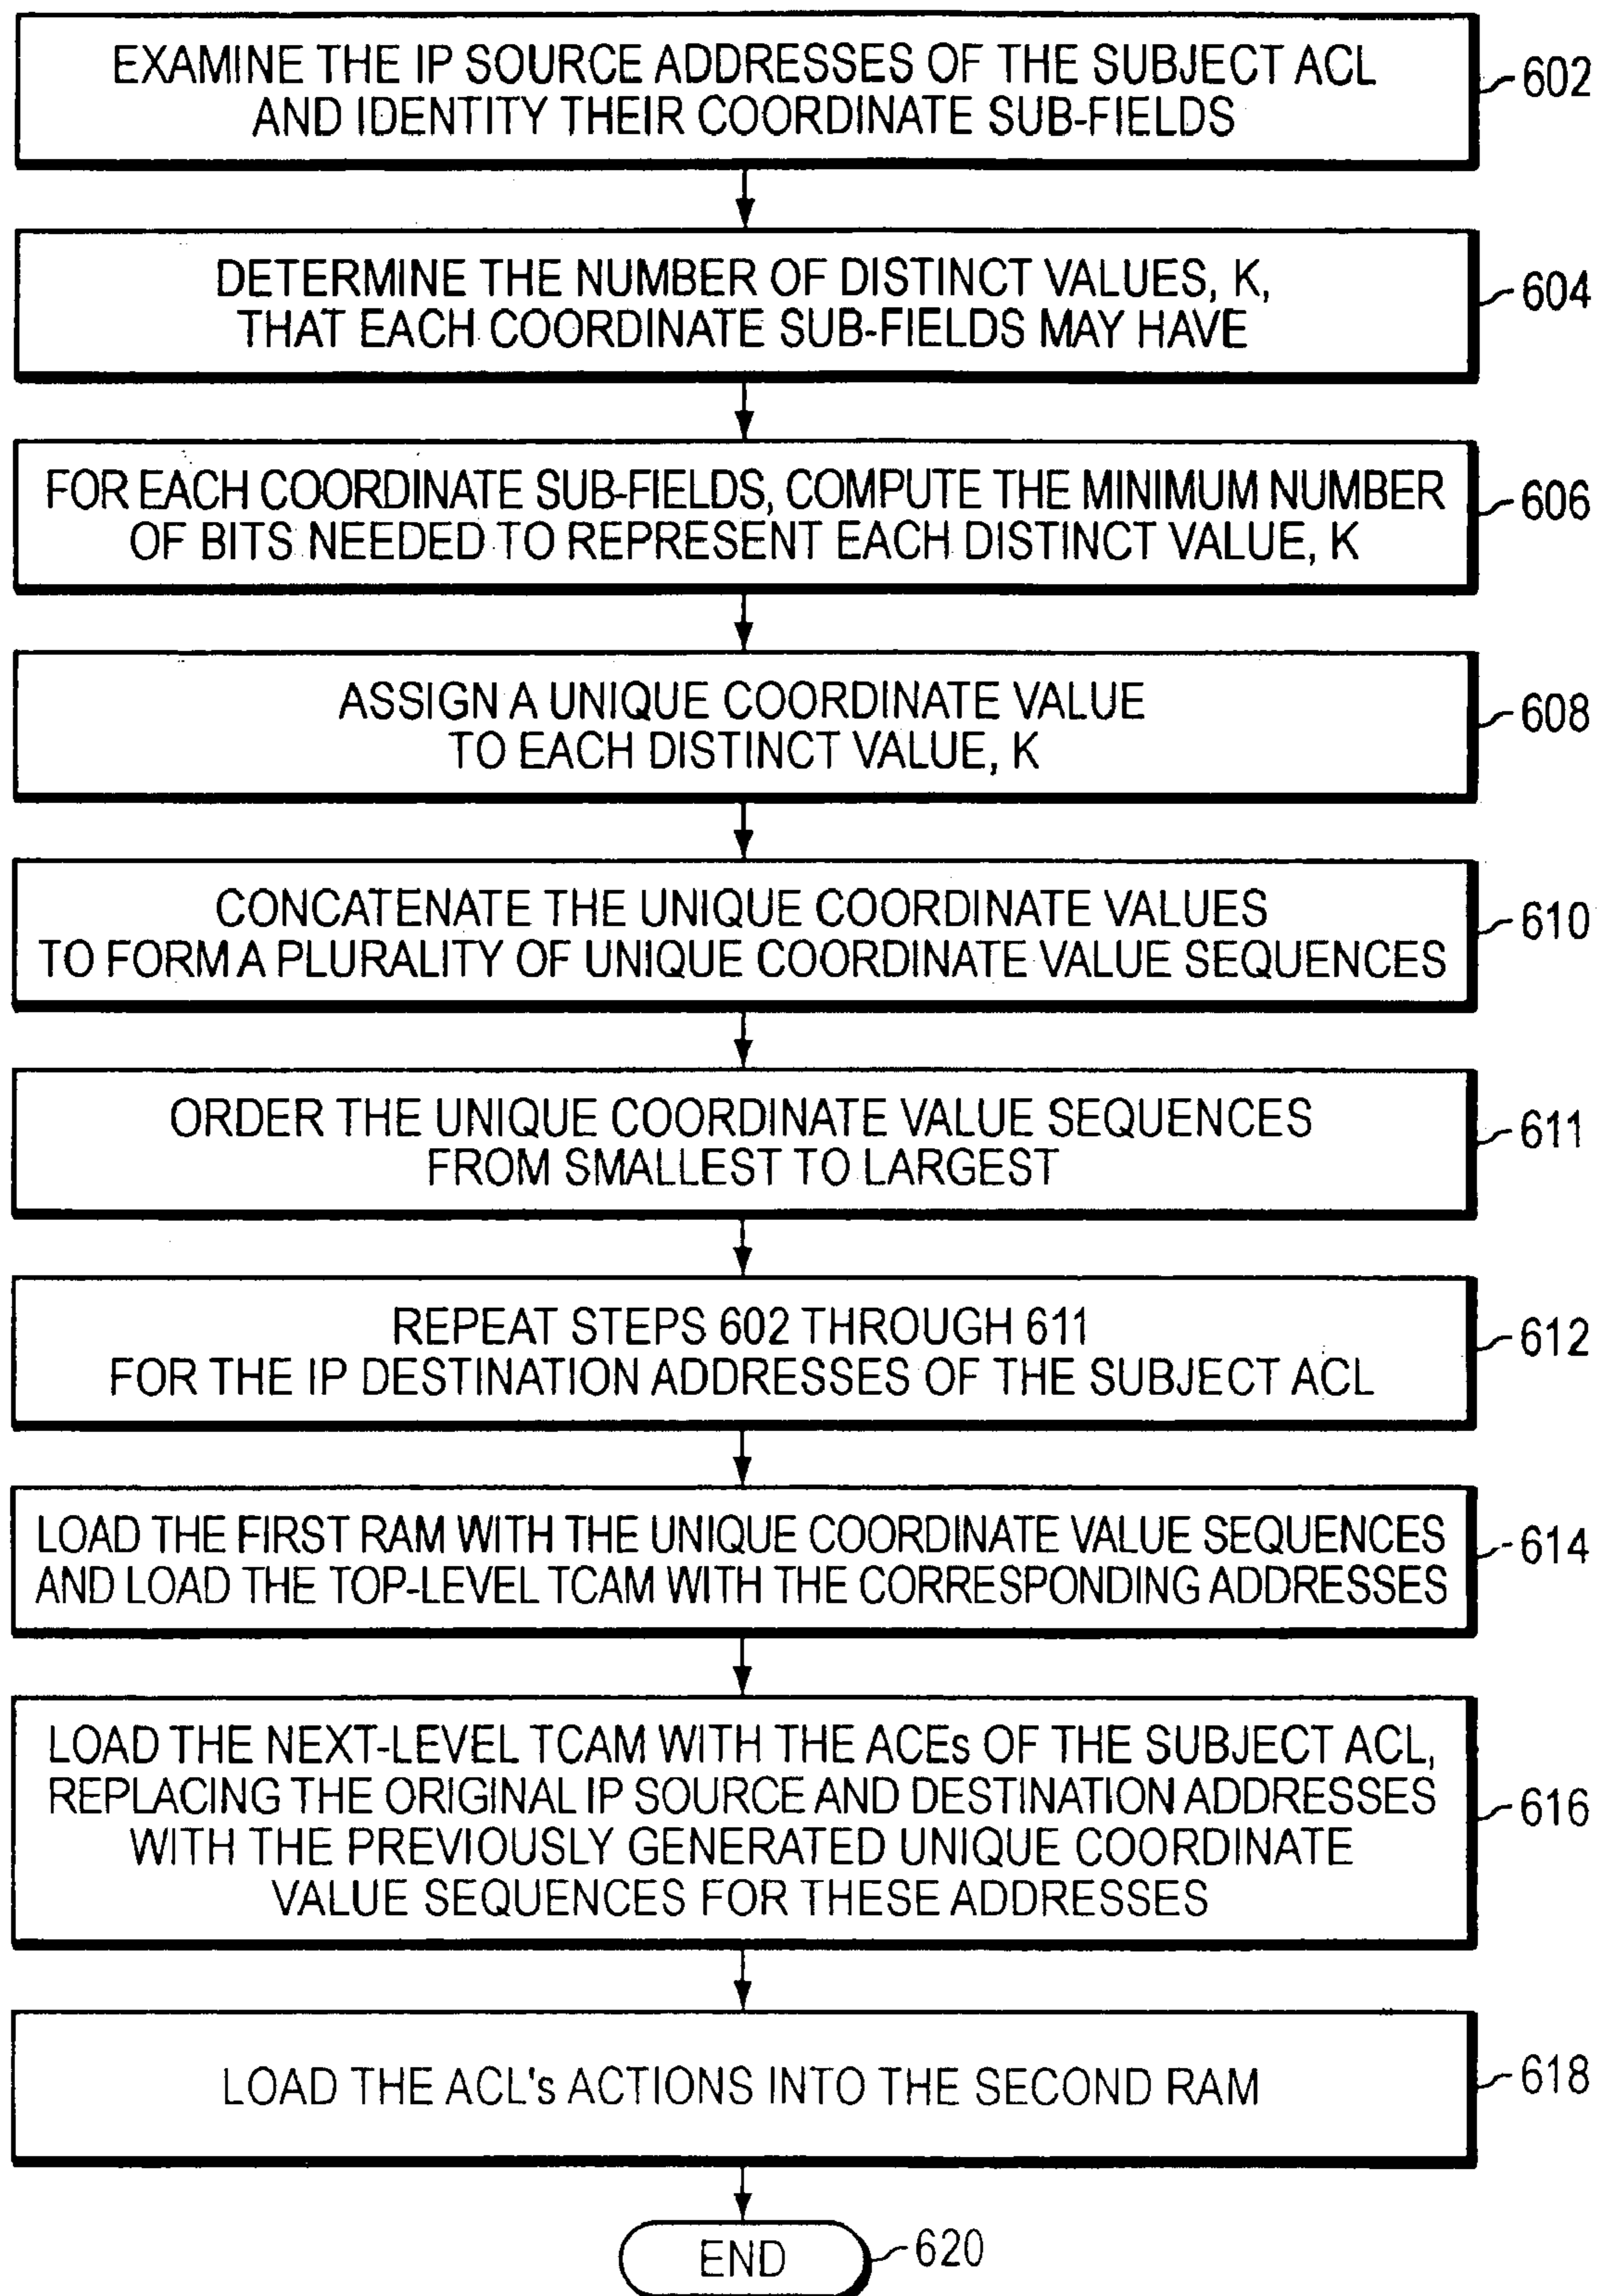 EXAMINE THE IP SOURCE ADDRESSES OF THE SUBJECT ACL
AND IDENTITY THEIR COORDINATE SUB-FIELDS
602
DETERMINE THE NUMBER OF DISTINCT VALUES, K,
THAT EACH COORDINATE SUB-FIELDS MAY HAVE
604
FOR EACH COORDINATE SUB-FIELDS, COMPUTE THE MINIMUM NUMBER
OF BITS NEEDED TO REPRESENT EACH DISTINCT VALUE, K
606
ASSIGN A UNIQUE COORDINATE VALUE
TO EACH DISTINCT VALUE, K
608
CONCATENATE THE UNIQUE COORDINATE VALUES
TO FORM A PLURALITY OF UNIQUE COORDINATE VALUE SEQUENCES
610
ORDER THE UNIQUE COORDINATE VALUE SEQUENCES
FROM SMALLEST TO LARGEST
611
REPEAT STEPS 602 THROUGH 611
FOR THE IP DESTINATION ADDRESSES OF THE SUBJECT ACL
612
LOAD THE FIRST RAM WITH THE UNIQUE COORDINATE VALUE SEQUENCES
AND LOAD THE TOP-LEVEL TCAM WITH THE CORRESPONDING ADDRESSES
614
LOAD THE NEXT-LEVEL TCAM WITH THE ACEs OF THE SUBJECT ACL,
REPLACING THE ORIGINAL IP SOURCE AND DESTINATION ADDRESSES
WITH THE PREVIOUSLY GENERATED UNIQUE COORDINATE
VALUE SEQUENCES FOR THESE ADDRESSES
616
LOAD THE ACL's ACTIONS INTO THE SECOND RAM
618
END
620